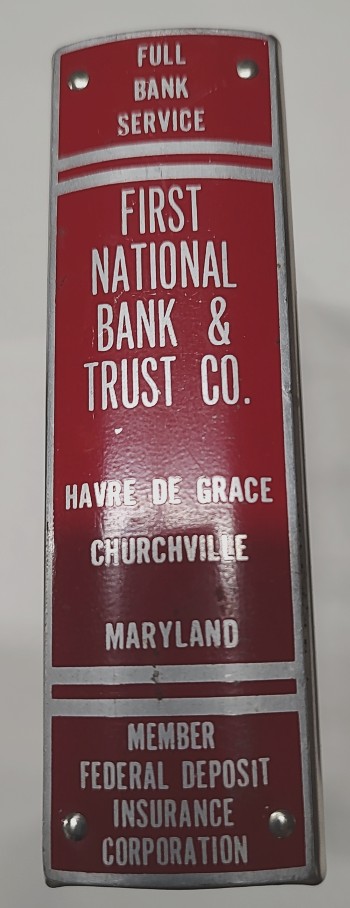 FULL
BANK
SERVICE
FIRST
NATIONAL
BANK &
TRUST CO.
HAVRE DE GRACE
CHURCHVILLE
MARYLAND
MEMBER
FEDERAL DEPOSIT
INSURANCE
CORPORATION